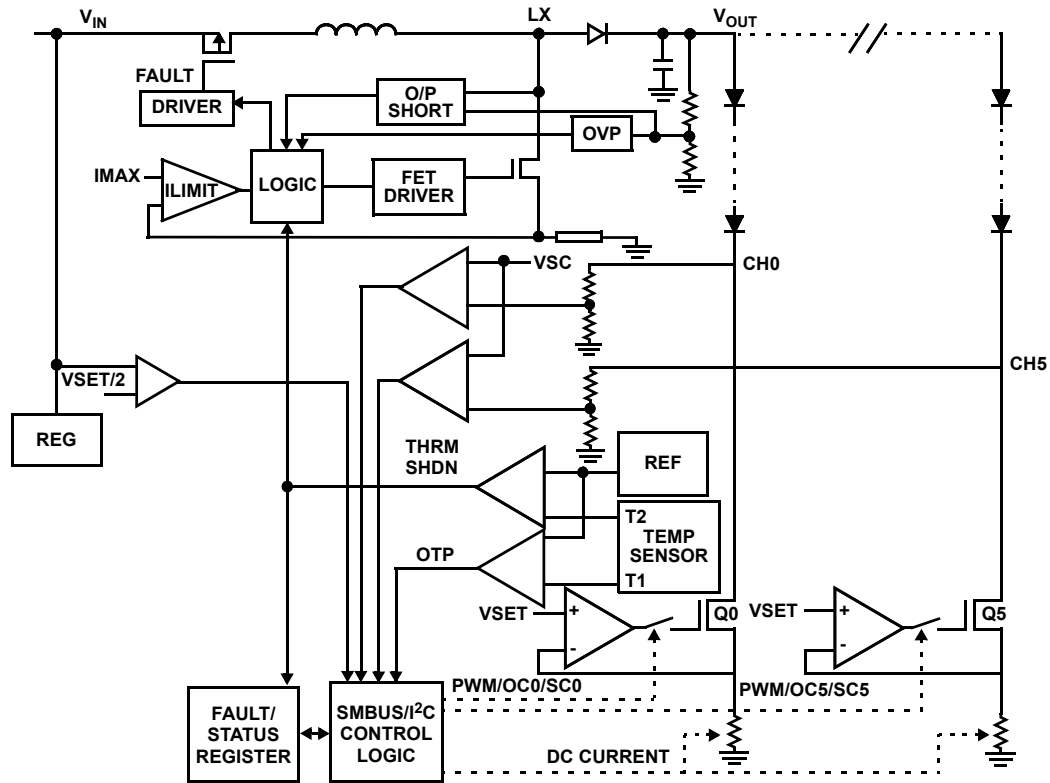 V_IN
LX
V_OUT
FAULT
DRIVER
O/P
SHORT
OVP
IMAX
ILIMIT
LOGIC
FET
DRIVER
VSC
CH0
CH5
VSET/2
REG
THRM
SHDN
REF
T2
TEMP
SENSOR
T1
OTP
VSET
+
-
Q0
VSET
+
-
Q5
PWM/OC0/SC0
PWM/OC5/SC5
FAULT/
STATUS
REGISTER
SMBUS/I²C
CONTROL
LOGIC
DC CURRENT